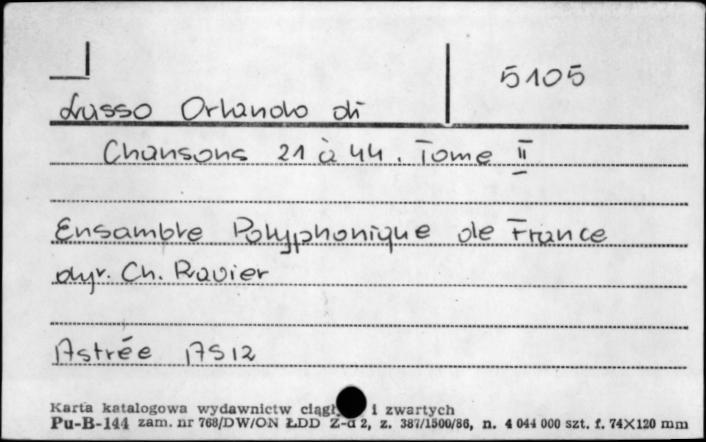 5105
Lasso Orlando di
Chansons 21 à 44. Tome II
Ensambre Polyphonique de France
dyr. Ch. Ravier
Astrée AS12
Karta katalogowa wydawnictw i zwartych
Pu-B-144 zam. nr 768/DW/ON ŁDD Z-d 2, z. 387/1500/86, n. 4 044 000 szt. f. 74X120 mm